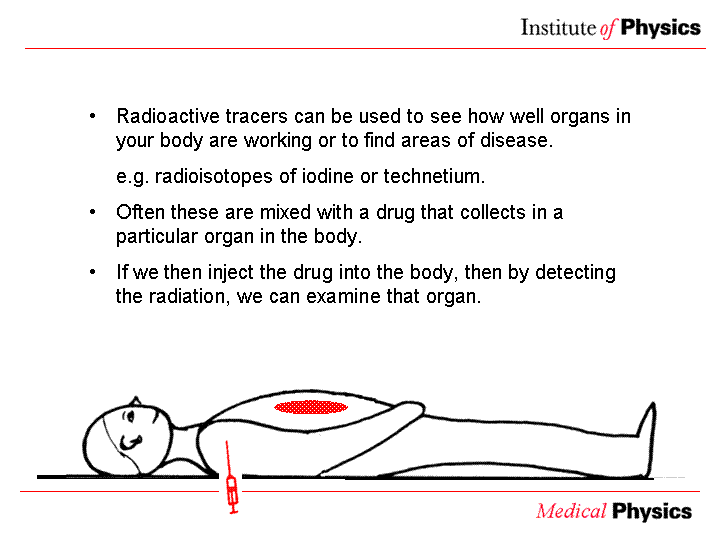 Institute of Physics
• Radioactive tracers can be used to see how well organs in
your body are working or to find areas of disease.
e.g. radioisotopes of iodine or technetium.
• Often these are mixed with a drug that collects in a
particular organ in the body.
• If we then inject the drug into the body, then by detecting
the radiation, we can examine that organ.
Medical Physics